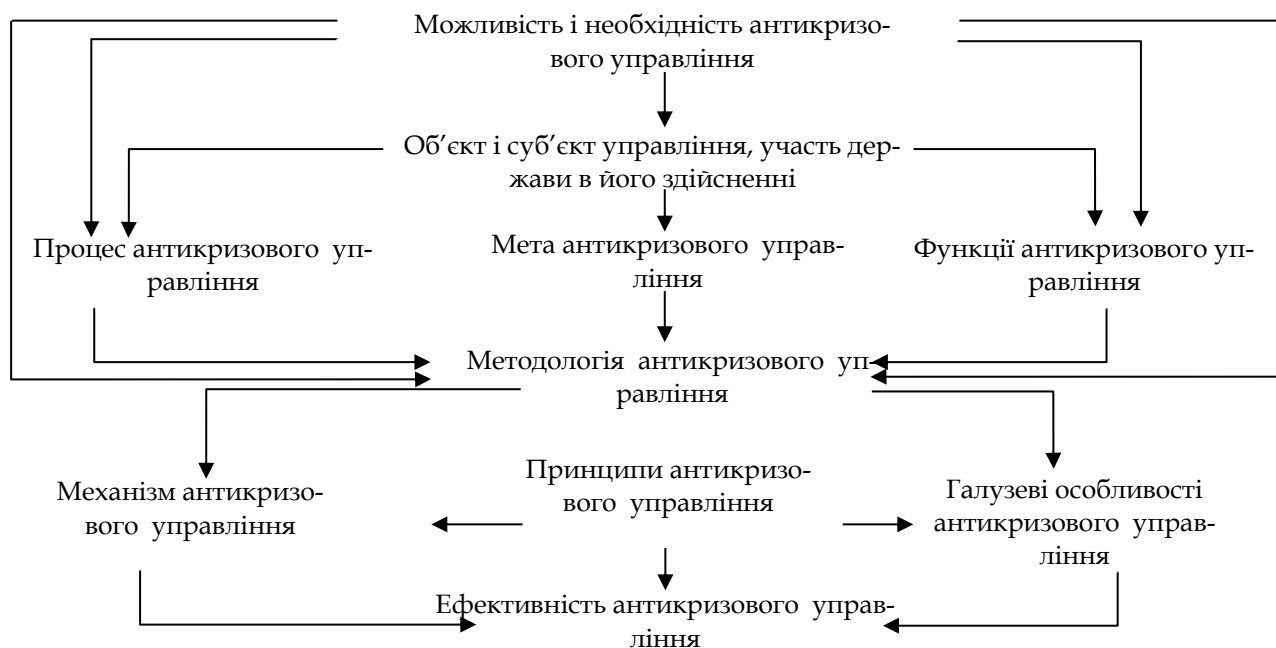 Можливість і необхідність антикризо-
вого управління
Об’єкт і суб’єкт управління, участь дер-
жави в його здійсненні
Процес антикризового уп-
равління
Мета антикризового управ-
ління
Функції антикризового уп-
равління
Методологія антикризового уп-
равління
Механізм антикризо-
вого управління
Принципи антикризо-
вого управління
Галузеві особливості
антикризового управ-
ління
Ефективність антикризового управ-
ління